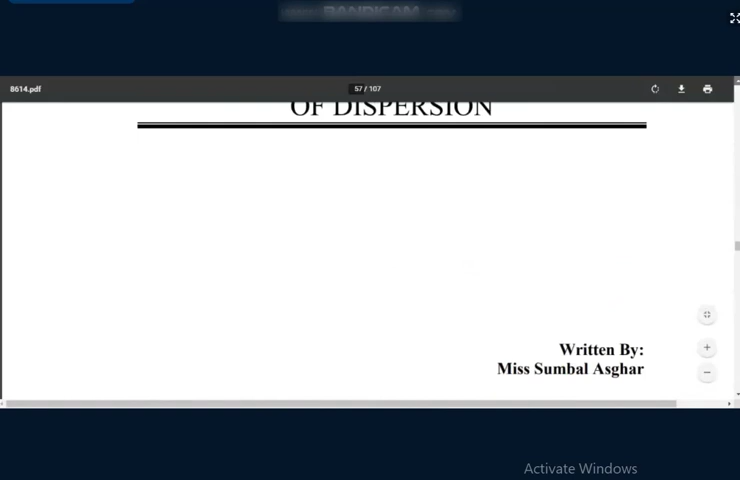 BANDICAM
8614.pdf
57 / 107
OF DISPERSION
Written By:
Miss Sumbal Asghar
Activate Windows